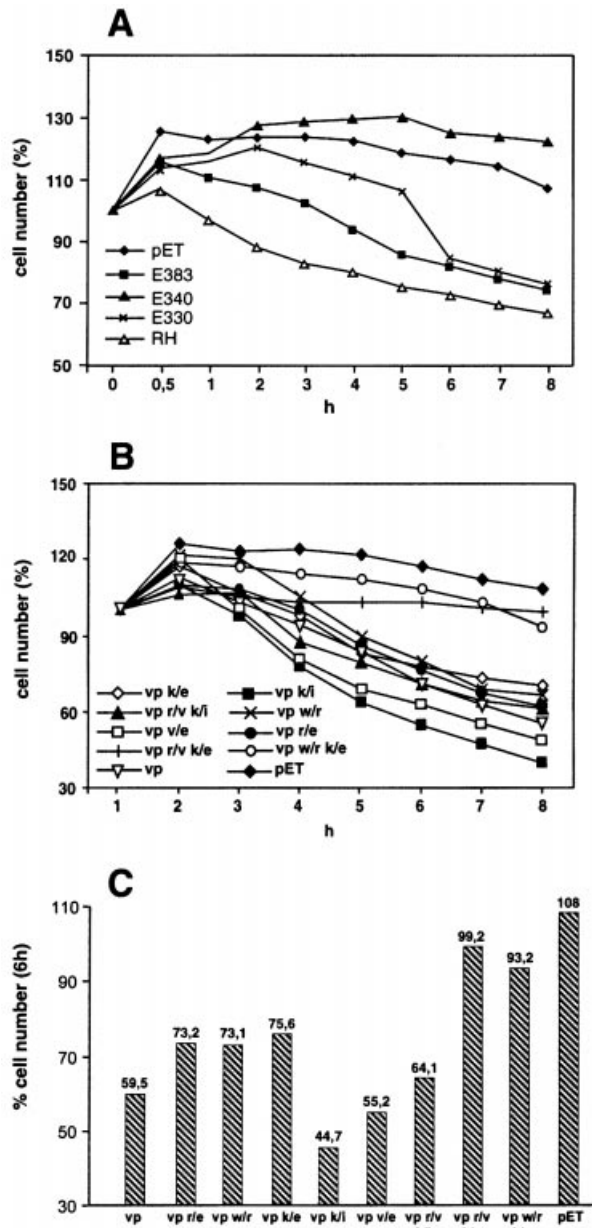 A
150
130
110
90
70
50
cell number (%)
pET
E383
E340
E330
RH
0 0,5 1 2 3 4 5 6 7 8
h
B
150
120
90
60
30
cell number (%)
vp k/e vp k/i
vp r/v k/i vp w/r
vp v/e vp r/e
vp r/v k/e vp w/r k/e
vp pET
1 2 3 4 5 6 7 8
h
C
110
90
70
50
30
% cell number (6h)
59,5 73,2 73,1 75,6 44,7 55,2 64,1 99,2 93,2 108
vp vp r/e vp w/r vp k/e vp k/i vp v/e vp r/v vp r/v vp w/r pET